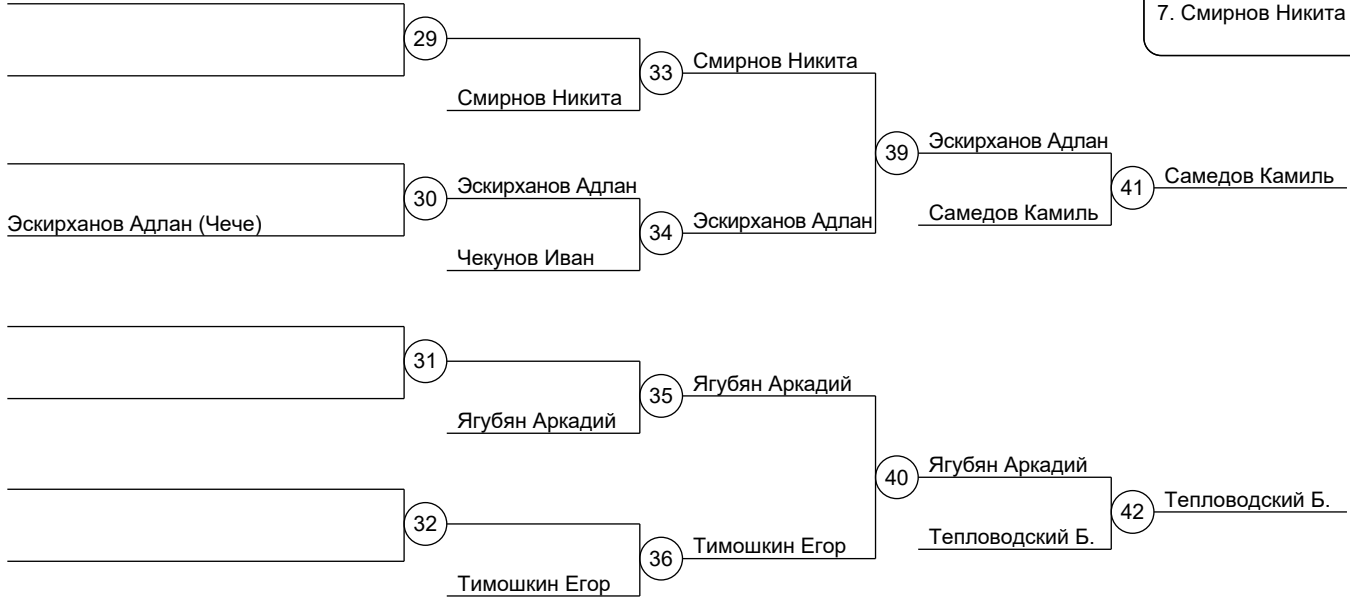 7. Смирнов Никита
29
33
Смирнов Никита
Смирнов Никита
39
Эскирханов Адлан
30
Эскирханов Адлан
41
Самедов Камиль
Эскирханов Адлан (Чече)
34
Эскирханов Адлан
Самедов Камиль
Чекунов Иван
31
35
Ягубян Аркадий
Ягубян Аркадий
40
Ягубян Аркадий
32
42
Тепловодский Б.
36
Тимошкин Егор
Тепловодский Б.
Тимошкин Егор